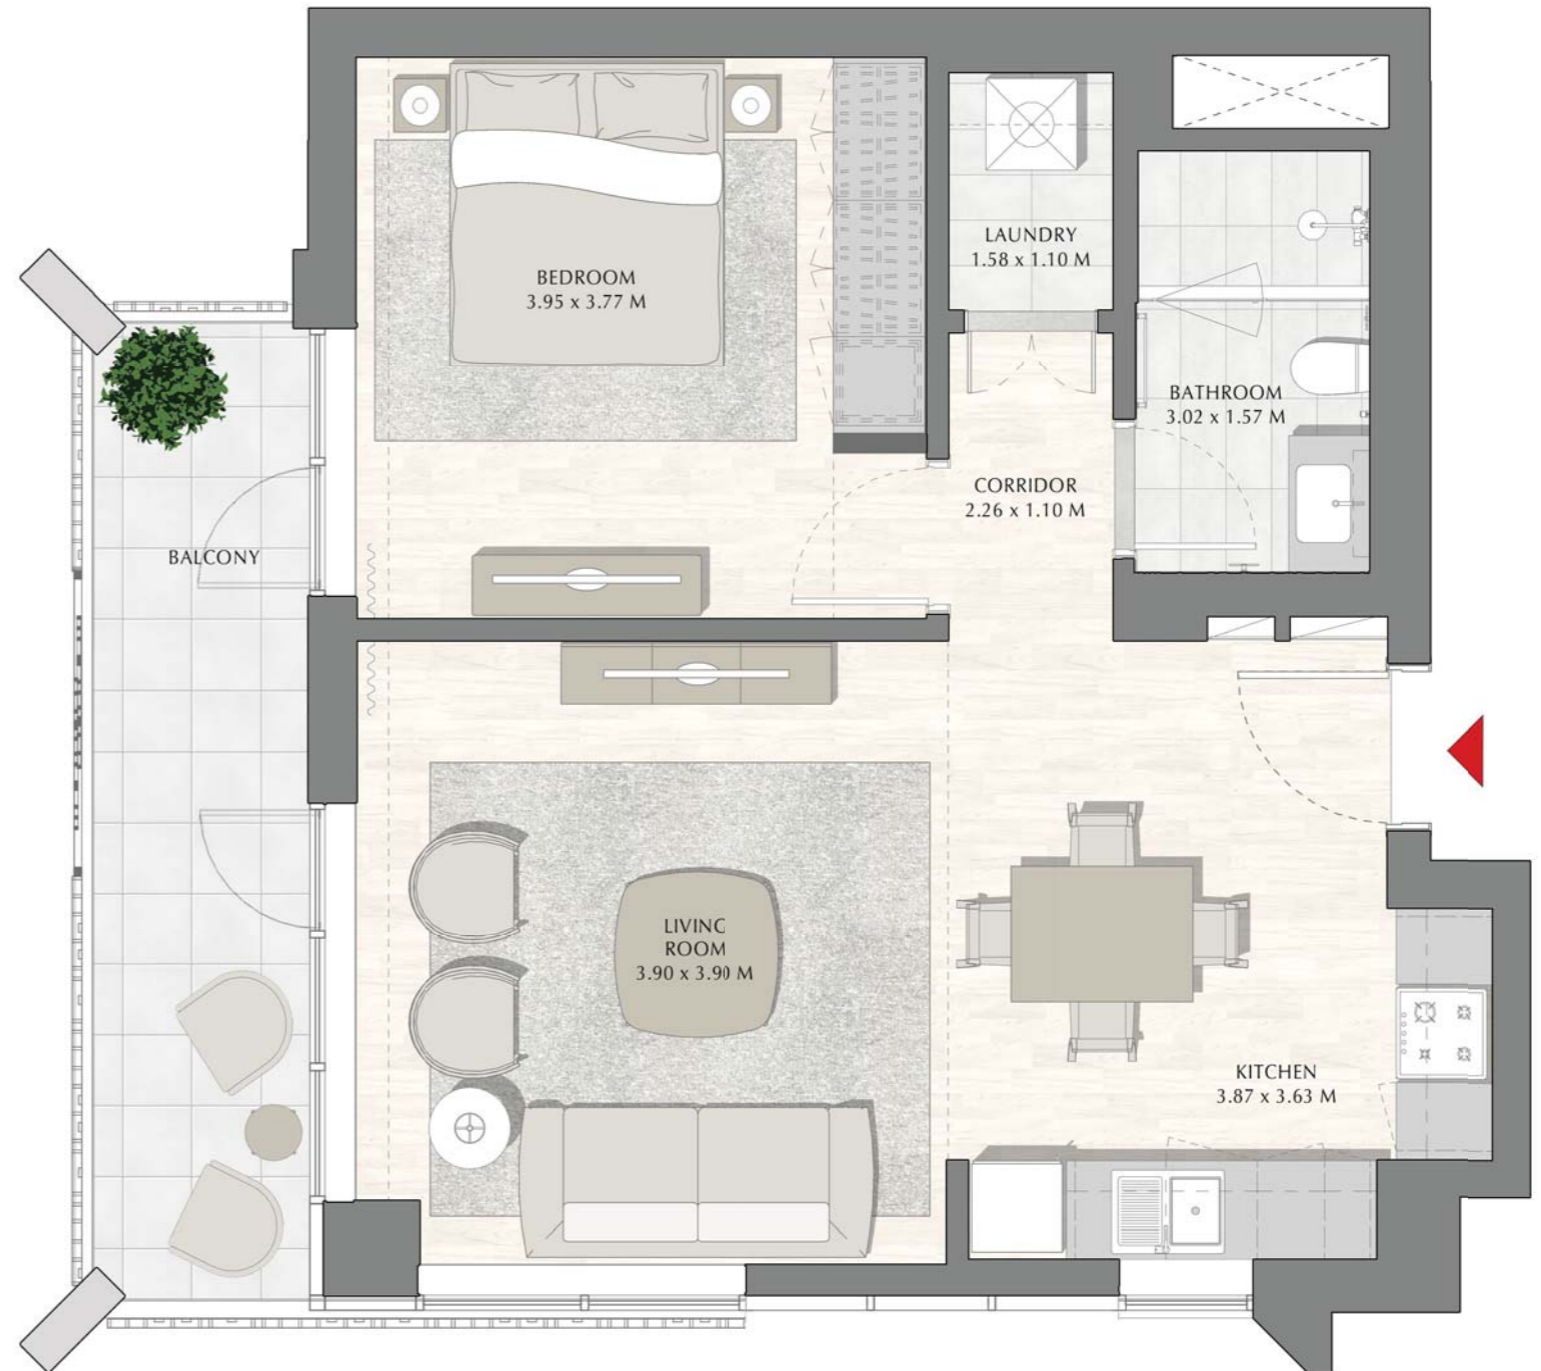 LAUNDRY
1.58 x 1.10 M
BEDROOM
3.95 x 3.77 M
BATHROOM
3.02 x 1.57 M
CORRIDOR
2.26 x 1.10 M
BALCONY
LIVING
ROOM
3.90 x 3.90 M
KITCHEN
3.87 x 3.63 M